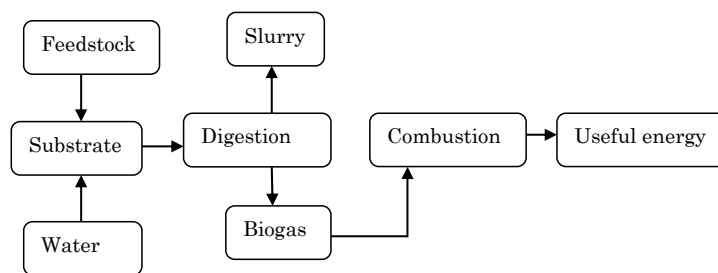 Feedstock
Slurry
Substrate
Digestion
Combustion
Useful energy
Water
Biogas